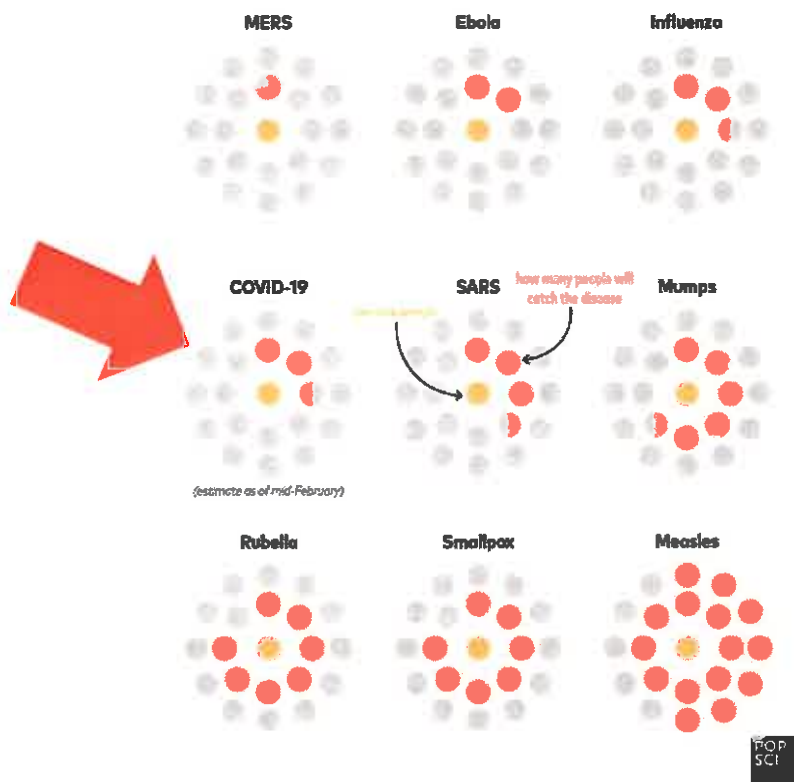 MERS
Ebola
Influenza
COVID-19
SARS
how many people will
catch the disease
Mumps
(estimate as of mid-February)
Rubella
Smallpox
Measles
POP
SCI